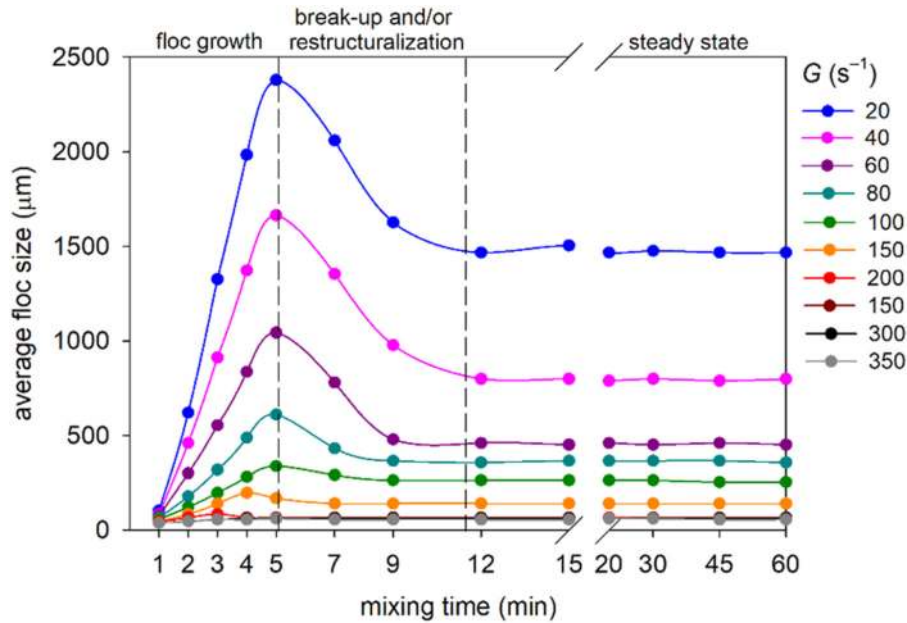 break-up and/or
floc growth
restructuralization
steady state
2500
2000
1500
1000
500
0
average floc size (μm)
1 2 3 4 5 7 9 12 15 20 30 45 60
mixing time (min)
G (s⁻¹)
20
40
60
80
100
150
200
150
300
350